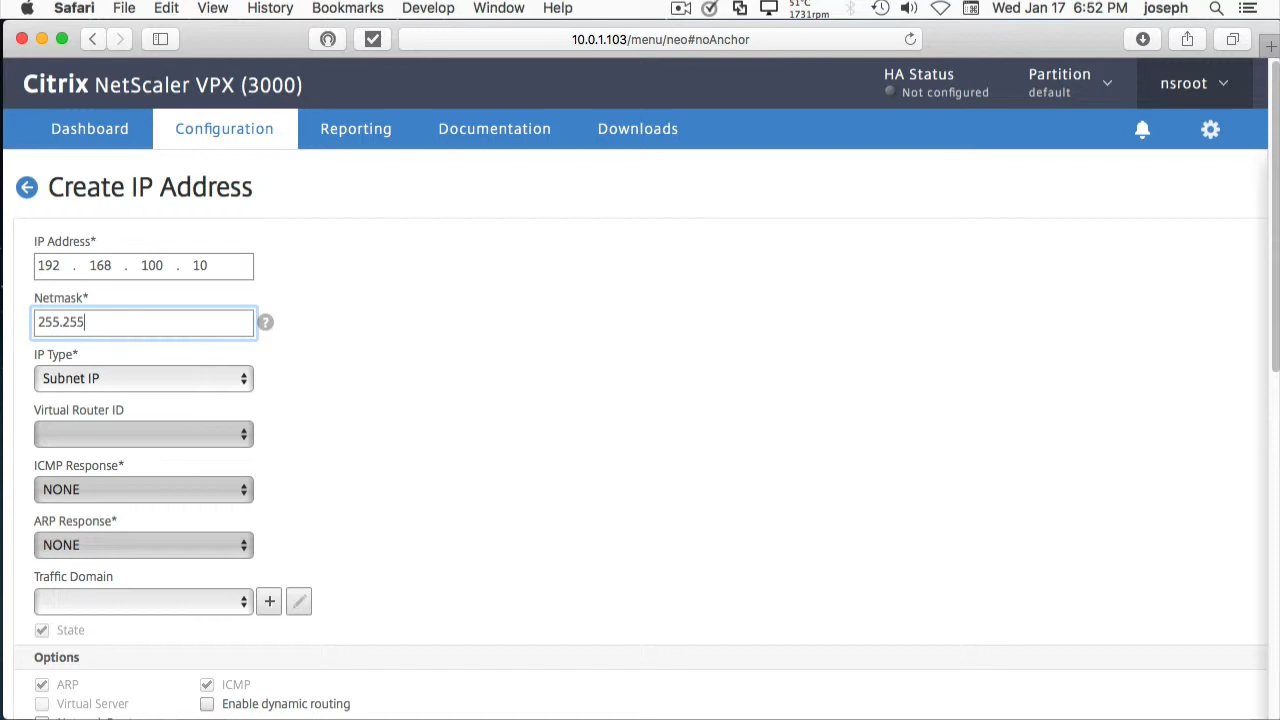 Safari File Edit View History Bookmarks Develop Window Help 51°C 1731rpm Wed Jan 17 6:52 PM joseph
10.0.1.103/menu/neo#noAnchor
Citrix NetScaler VPX (3000)
HA Status
Not configured
Partition
default
nsroot
Dashboard Configuration Reporting Documentation Downloads
Create IP Address
IP Address*
192 . 168 . 100 . 10
Netmask*
255.255
?
IP Type*
Subnet IP
Virtual Router ID
ICMP Response*
NONE
ARP Response*
NONE
Traffic Domain
+
State
Options
ARP ICMP
Virtual Server Enable dynamic routing